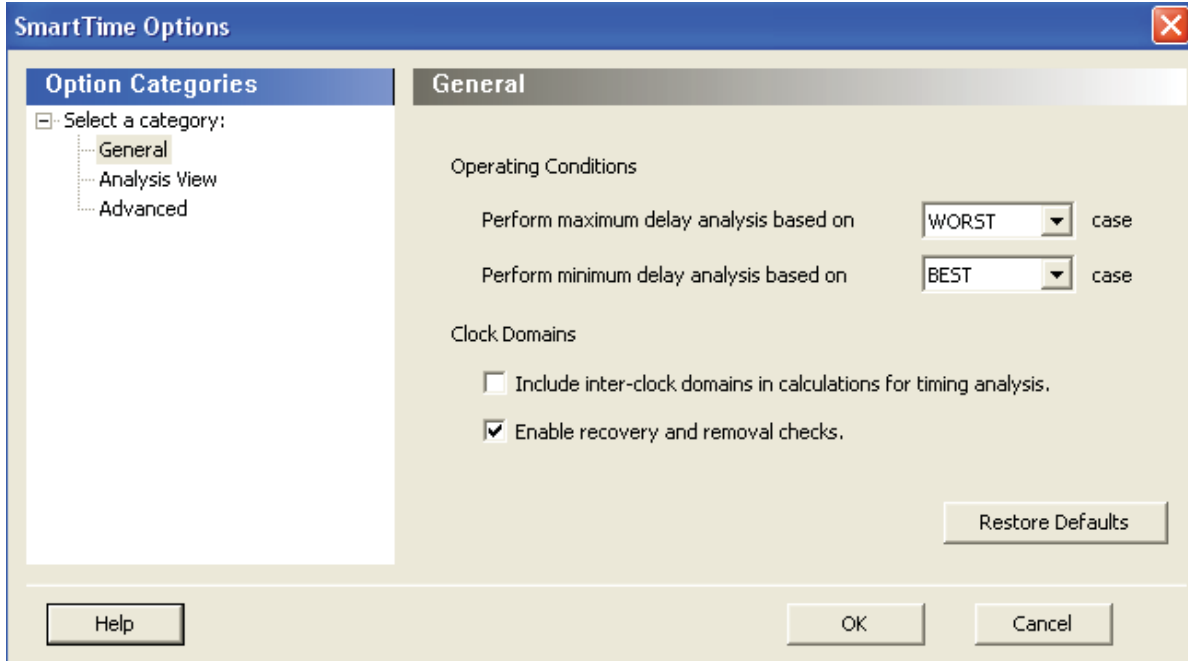 SmartTime Options
Option Categories
Select a category:
General
Analysis View
Advanced
General
Operating Conditions
Perform maximum delay analysis based on WORST case
Perform minimum delay analysis based on BEST case
Clock Domains
Include inter-clock domains in calculations for timing analysis.
Enable recovery and removal checks.
Restore Defaults
Help OK Cancel